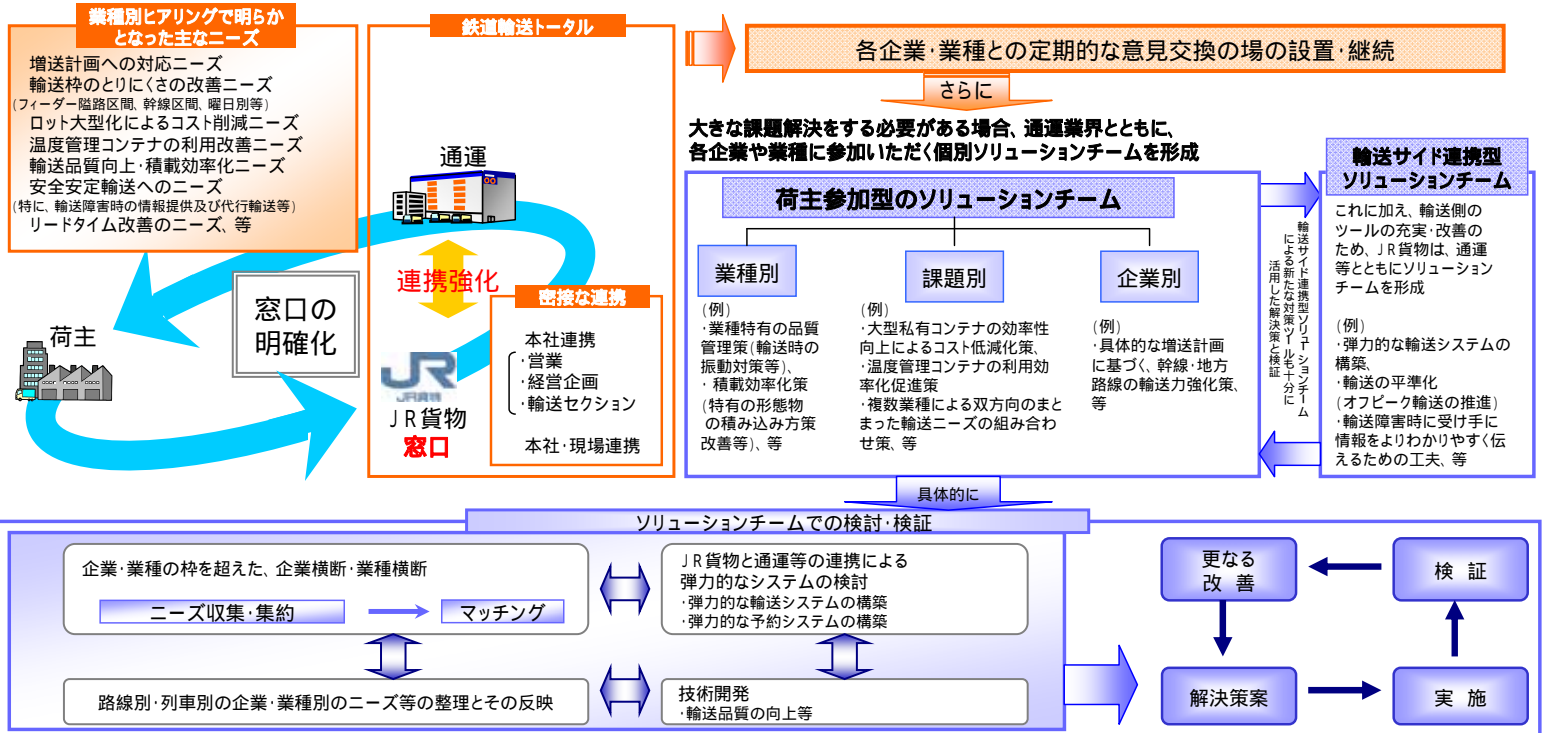 業種別ヒアリングで明らか
となった主なニーズ
増送計画への対応ニーズ
輸送枠のとりにくさの改善ニーズ
(フィーダー隘路区間、幹線区間、曜日別等)
ロット大型化によるコスト削減ニーズ
温度管理コンテナの利用改善ニーズ
輸送品質向上・積載効率化ニーズ
安全安定輸送へのニーズ
(特に、輸送障害時の情報提供及び代行輸送等)
リードタイム改善のニーズ、等
荷主
窓口の
明確化
鉄道輸送トータル
通運
連携強化
JR
JR貨物
JR貨物
窓口
密接な連携
本社連携
・営業
・経営企画
・輸送セクション
本社・現場連携
各企業・業種との定期的な意見交換の場の設置・継続
さらに
大きな課題解決をする必要がある場合、通運業界とともに、
各企業や業種に参加いただく個別ソリューションチームを形成
荷主参加型のソリューションチーム
業種別
(例)
・業種特有の品質
管理策(輸送時の
振動対策等)、
・積載効率化策
(特有の形態物
の積み込み方策
改善等)、等
課題別
(例)
・大型私有コンテナの効率性
向上によるコスト低減化策、
・温度管理コンテナの利用効
率化促進策
・複数業種による双方向のまと
まった輸送ニーズの組み合わ
せ策、等
企業別
(例)
・具体的な増送計画
に基づく、幹線・地方
路線の輸送力強化策、
等
輸送サイド連携型ソリューションチーム
による新たな対策ツールも十分に
活用した解決策と検証
輸送サイド連携型
ソリューションチーム
これに加え、輸送側の
ツールの充実・改善の
ため、JR貨物は、通運
等とともにソリューション
チームを形成
(例)
・弾力的な輸送システムの
構築、
・輸送の平準化
(オフピーク輸送の推進)
・輸送障害時に受け手に
情報をよりわかりやすく伝
えるための工夫、等
具体的に
ソリューションチームでの検討・検証
企業・業種の枠を超えた、企業横断・業種横断
ニーズ収集・集約
マッチング
JR貨物と通運等の連携による
弾力的なシステムの検討
・弾力的な輸送システムの構築
・弾力的な予約システムの構築
路線別・列車別の企業・業種別のニーズ等の整理とその反映
技術開発
・輸送品質の向上等
更なる
改 善
検 証
解決策案
実 施